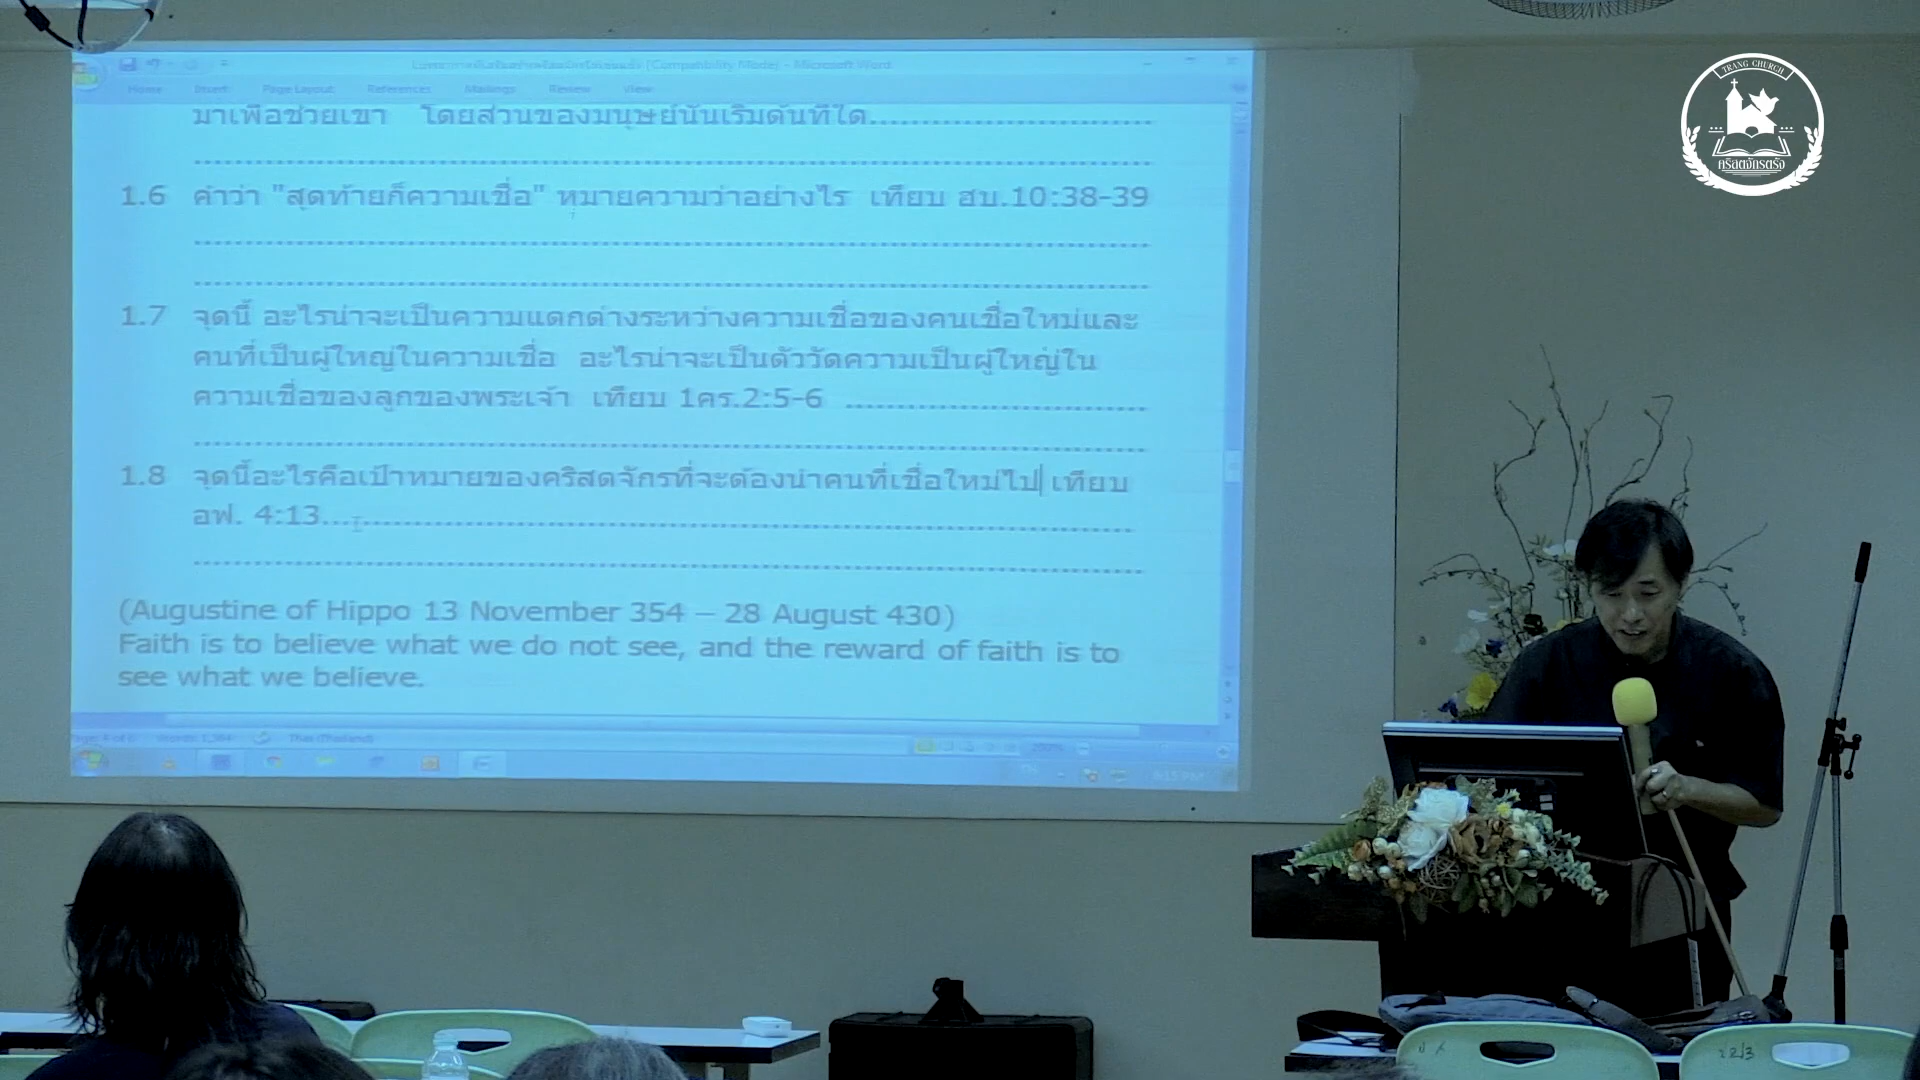 (Compatibility Mode) - Microsoft Word
Home Insert Page Layout References Mailings Review View
มาเพื่อช่วยเขา โดยส่วนของมนุษย์นั้นเริ่มต้นที่ใด..............................
................................................................................
1.6 คำว่า "สุดท้ายก็ความเชื่อ" หมายความว่าอย่างไร เทียบ ฮบ.10:38-39
................................................................................
................................................................................
1.7 จุดนี้ อะไรน่าจะเป็นความแตกต่างระหว่างความเชื่อของคนเชื่อใหม่และ
คนที่เป็นผู้ใหญ่ในความเชื่อ อะไรน่าจะเป็นตัววัดความเป็นผู้ใหญ่ใน
ความเชื่อของลูกของพระเจ้า เทียบ 1คร.2:5-6 ..............................
................................................................................
1.8 จุดนี้อะไรคือเป้าหมายของคริสตจักรที่จะต้องนำคนที่เชื่อใหม่ไป เทียบ
อฟ. 4:13................................................................................
................................................................................
(Augustine of Hippo 13 November 354 – 28 August 430)
Faith is to believe what we do not see, and the reward of faith is to
see what we believe.
Thai (Thailand) 200%
TRANG CHURCH
คริสตจักรตรัง